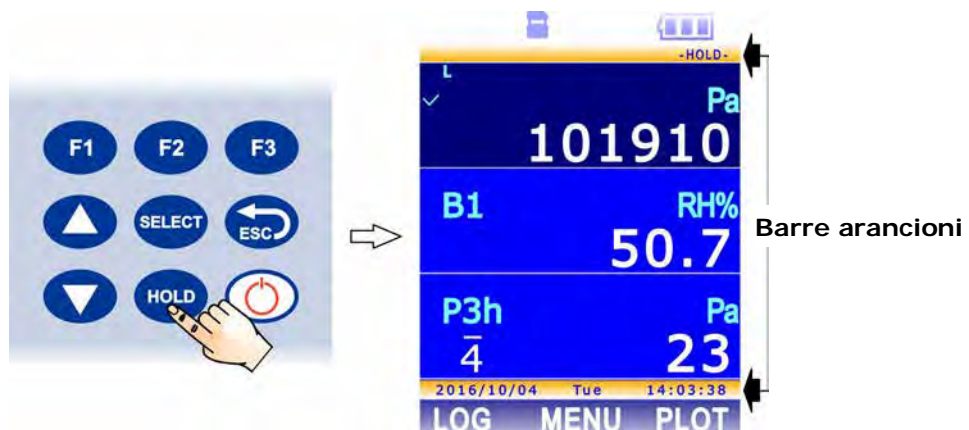 F1 F2 F3
SELECT ESC
HOLD
-HOLD-
L
Pa
101910
B1 RH%
50.7
P3h Pa
4 23
2016/10/04 Tue 14:03:38
LOG MENU PLOT
Barre arancioni